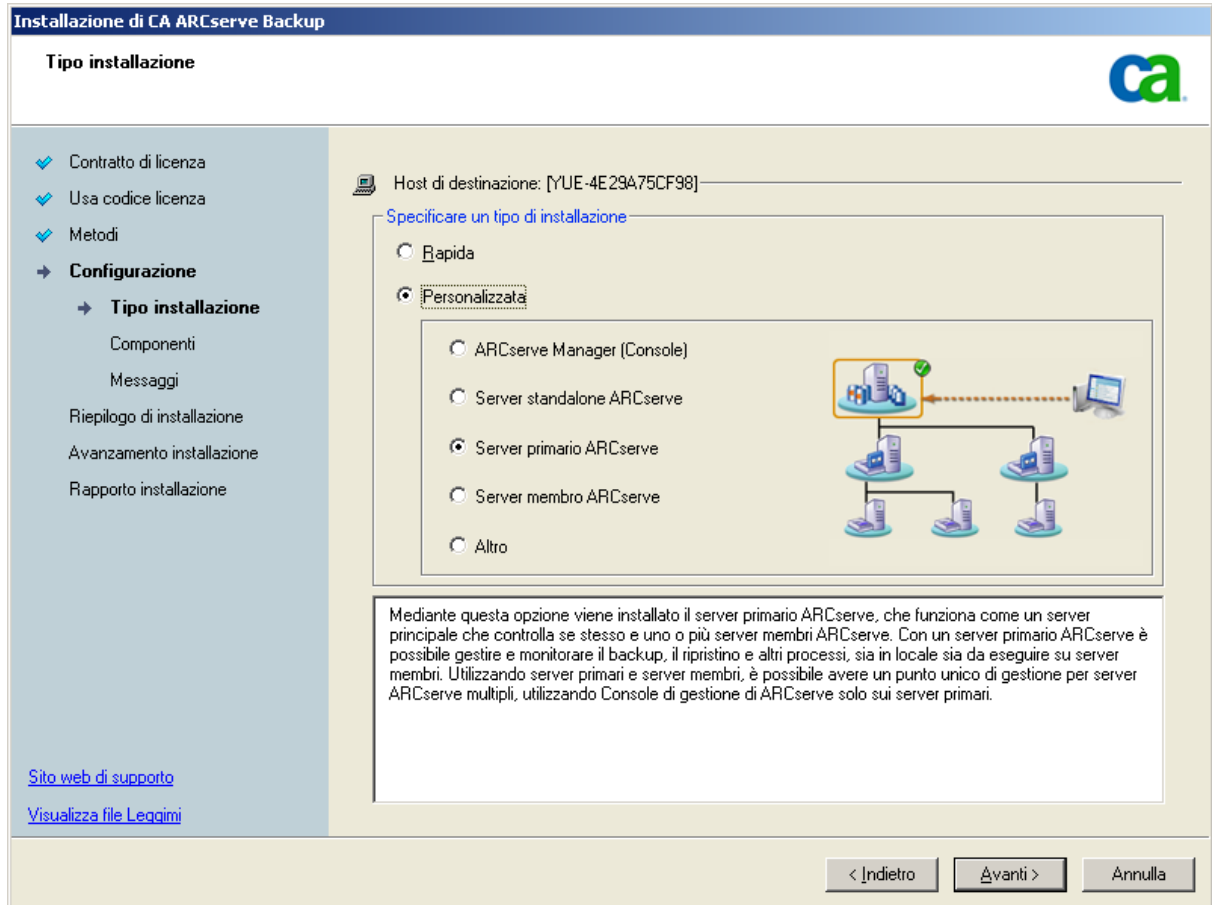 Installazione di CA ARCserve Backup
Tipo installazione
ca
Contratto di licenza
Usa codice licenza
Metodi
Configurazione
Tipo installazione
Componenti
Messaggi
Riepilogo di installazione
Avanzamento installazione
Rapporto installazione
Sito web di supporto
Visualizza file Leggimi
Host di destinazione: [YUE-4E29A75CF98]
Specificare un tipo di installazione
Rapida
Personalizzata
ARCserve Manager (Console)
Server standalone ARCserve
Server primario ARCserve
Server membro ARCserve
Altro
Mediante questa opzione viene installato il server primario ARCserve, che funziona come un server
principale che controlla se stesso e uno o più server membri ARCserve. Con un server primario ARCserve è
possibile gestire e monitorare il backup, il ripristino e altri processi, sia in locale sia da eseguire su server
membri. Utilizzando server primari e server membri, è possibile avere un punto unico di gestione per server
ARCserve multipli, utilizzando Console di gestione di ARCserve solo sui server primari.
< Indietro
Avanti >
Annulla